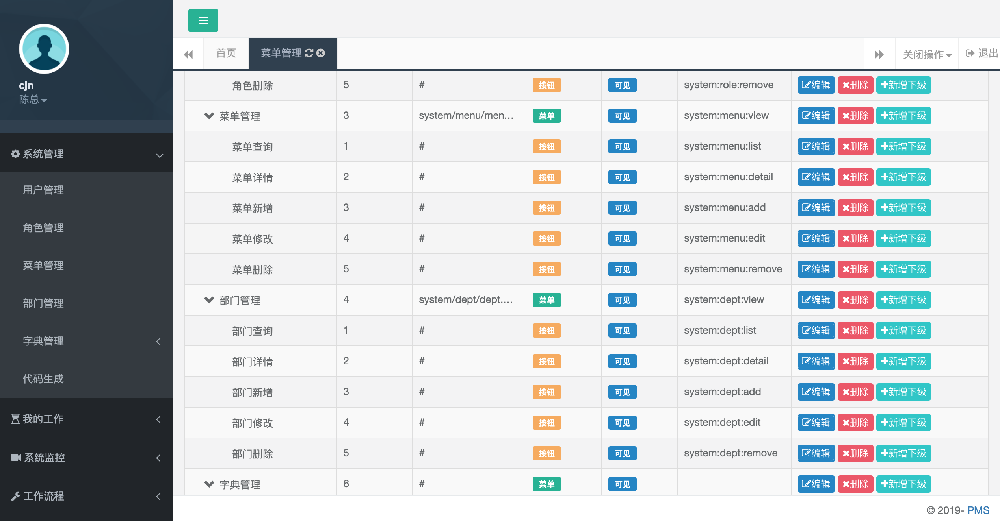 cjn
陈总
系统管理
用户管理
角色管理
菜单管理
部门管理
字典管理
代码生成
我的工作
系统监控
工作流程
首页 菜单管理 关闭操作 退出
角色删除 5 # 按钮 可见 system:role:remove 编辑 删除 新增下级
菜单管理 3 system/menu/men... 菜单 可见 system:menu:view 编辑 删除 新增下级
菜单查询 1 # 按钮 可见 system:menu:list 编辑 删除 新增下级
菜单详情 2 # 按钮 可见 system:menu:detail 编辑 删除 新增下级
菜单新增 3 # 按钮 可见 system:menu:add 编辑 删除 新增下级
菜单修改 4 # 按钮 可见 system:menu:edit 编辑 删除 新增下级
菜单删除 5 # 按钮 可见 system:menu:remove 编辑 删除 新增下级
部门管理 4 system/dept/dept.... 菜单 可见 system:dept:view 编辑 删除 新增下级
部门查询 1 # 按钮 可见 system:dept:list 编辑 删除 新增下级
部门详情 2 # 按钮 可见 system:dept:detail 编辑 删除 新增下级
部门新增 3 # 按钮 可见 system:dept:add 编辑 删除 新增下级
部门修改 4 # 按钮 可见 system:dept:edit 编辑 删除 新增下级
部门删除 5 # 按钮 可见 system:dept:remove 编辑 删除 新增下级
字典管理 6 # 菜单 可见 编辑 删除 新增下级
© 2019- PMS